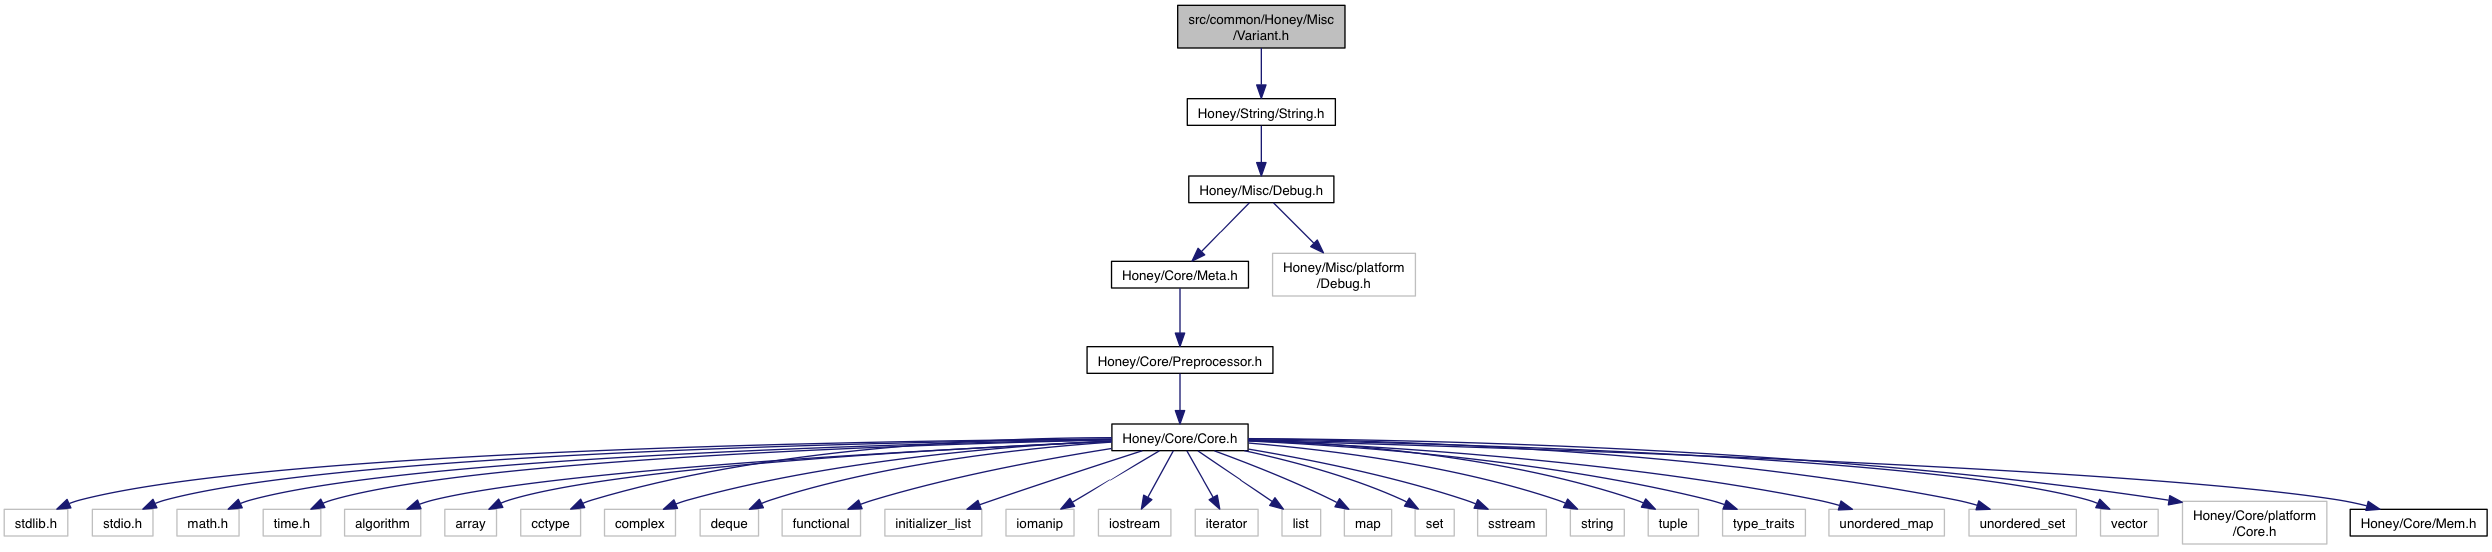 src/common/Honey/Misc
/Variant.h
Honey/String/String.h
Honey/Misc/Debug.h
Honey/Core/Meta.h
Honey/Misc/platform
/Debug.h
Honey/Core/Preprocessor.h
Honey/Core/Core.h
stdlib.h
stdio.h
math.h
time.h
algorithm
array
cctype
complex
deque
functional
initializer_list
iomanip
iostream
iterator
list
map
set
sstream
string
tuple
type_traits
unordered_map
unordered_set
vector
Honey/Core/platform
/Core.h
Honey/Core/Mem.h